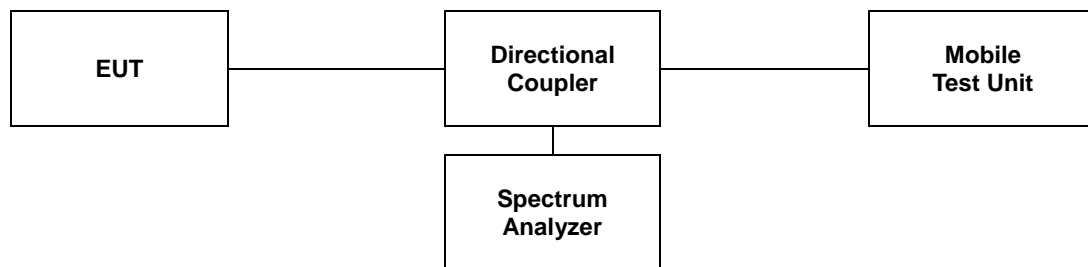 EUT
Directional
Coupler
Mobile
Test Unit
Spectrum
Analyzer